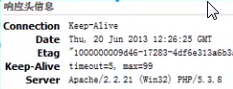 响应头信息
Connection Keep-Alive
Date Thu, 20 Jun 2013 12:26:25 GMT
Etag "1000000009d46-17283-4df6e313a6b3
Keep-Alive timeout=5, max=99
Server Apache/2.2.21 (Win32) PHP/5.3.8